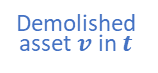 Demolished
asset v in t